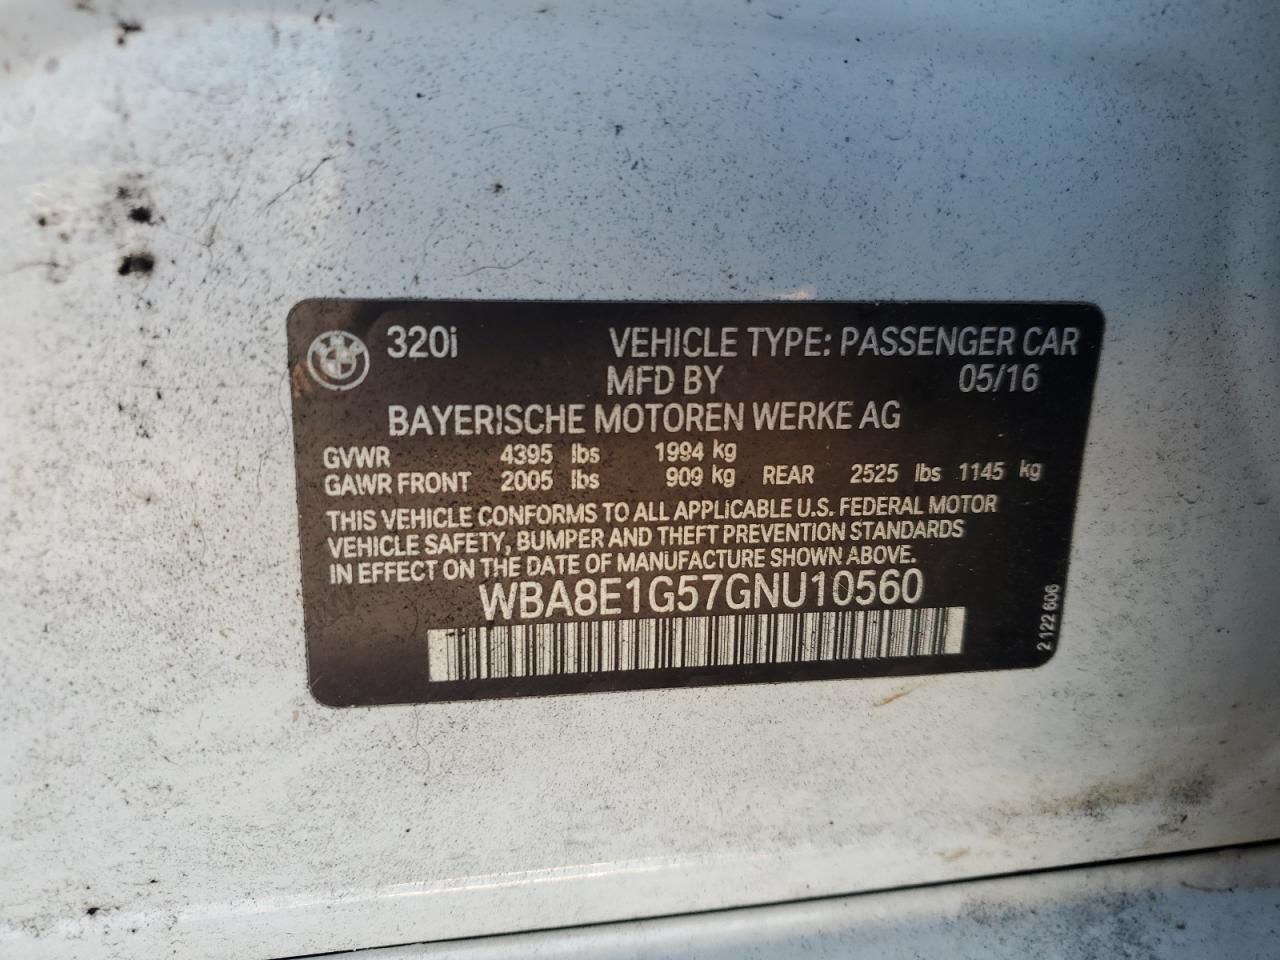 320i VEHICLE TYPE: PASSENGER CAR
MFD BY 05/16
BAYERISCHE MOTOREN WERKE AG
GVWR 4395 lbs 1994 kg
GAWR FRONT 2005 lbs 909 kg REAR 2525 lbs 1145 kg
THIS VEHICLE CONFORMS TO ALL APPLICABLE U.S. FEDERAL MOTOR
VEHICLE SAFETY, BUMPER AND THEFT PREVENTION STANDARDS
IN EFFECT ON THE DATE OF MANUFACTURE SHOWN ABOVE.
WBA8E1G57GNU10560
2 122 606